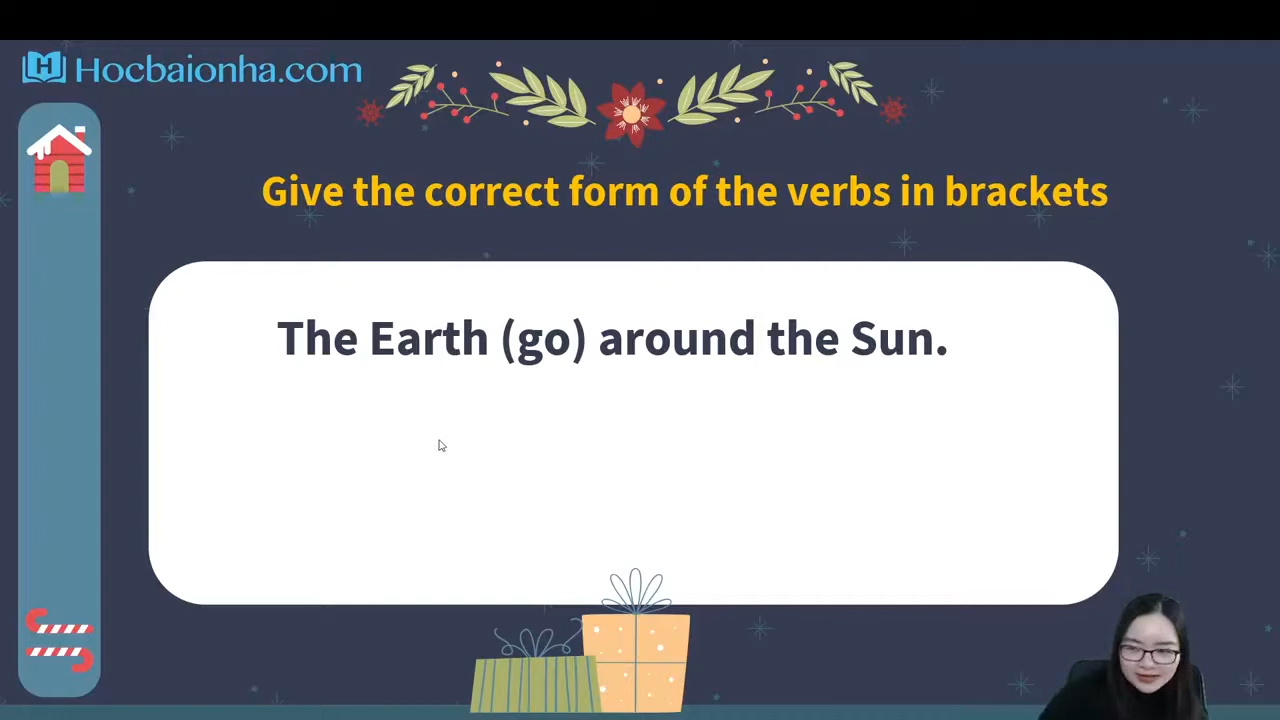 Hocbaionha.com
Give the correct form of the verbs in brackets
The Earth (go) around the Sun.